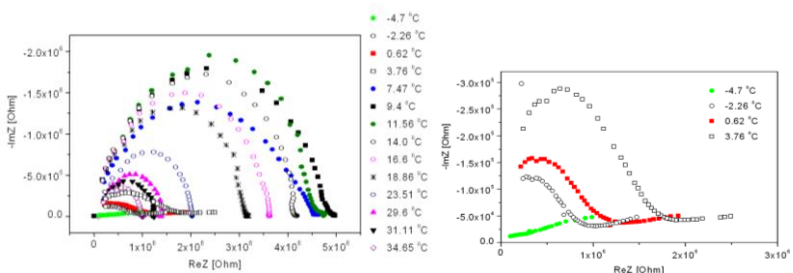 -4.7 °C
-2.26 °C
0.62 °C
3.76 °C
7.47 °C
9.4 °C
11.56 °C
14.0 °C
16.6 °C
18.86 °C
23.51 °C
29.6 °C
31.11 °C
34.65 °C
-2.0x10⁶
-1.5x10⁶
-1.0x10⁶
-5.0x10⁵
0.0
-ImZ [Ohm]
0 1x10⁶ 2x10⁶ 3x10⁶ 4x10⁶ 5x10⁶
ReZ [Ohm]
-4.7 °C
-2.26 °C
0.62 °C
3.76 °C
-3.0x10⁵
-2.5x10⁵
-2.0x10⁵
-1.5x10⁵
-1.0x10⁵
-5.0x10⁴
0.0
-ImZ [Ohm]
0 1x10⁶ 2x10⁶ 3x10⁶
ReZ [Ohm]